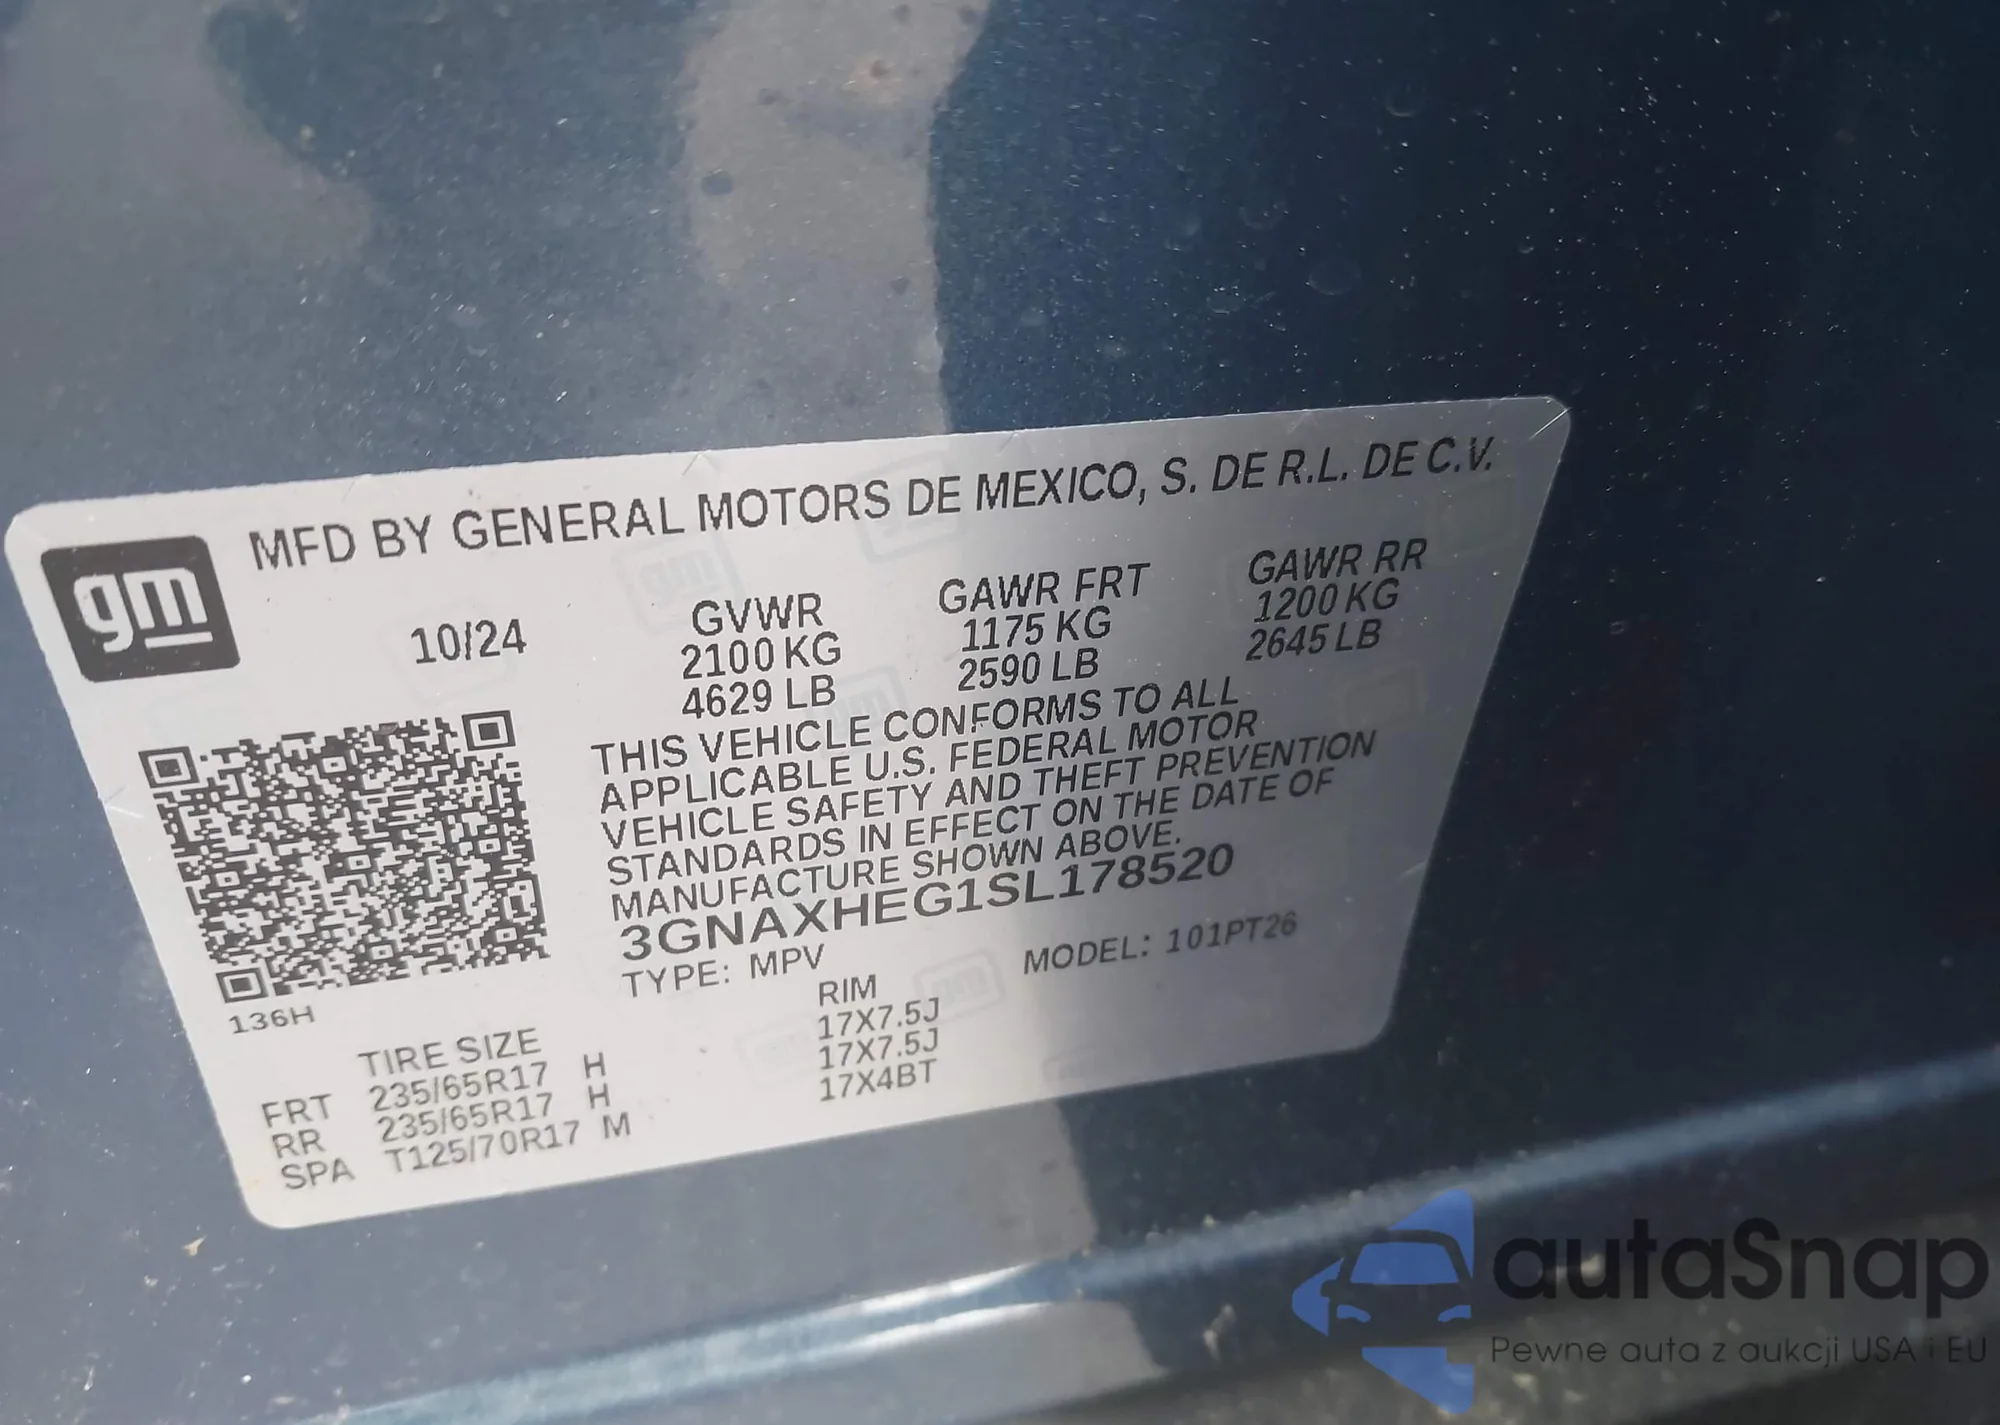 gm
MFD BY GENERAL MOTORS DE MEXICO, S. DE R.L. DE C.V.
10/24
GVWR GAWR FRT GAWR RR
2100 KG 1175 KG 1200 KG
4629 LB 2590 LB 2645 LB
THIS VEHICLE CONFORMS TO ALL
APPLICABLE U.S. FEDERAL MOTOR
VEHICLE SAFETY AND THEFT PREVENTION
STANDARDS IN EFFECT ON THE DATE OF
MANUFACTURE SHOWN ABOVE.
3GNAXHEG1SL178520
TYPE: MPV MODEL: 101PT26
136H
TIRE SIZE RIM
FRT 235/65R17 H 17X7.5J
RR 235/65R17 H 17X7.5J
SPA T125/70R17 M 17X4BT
autaSnap
Pewne auta z aukcji USA i EU